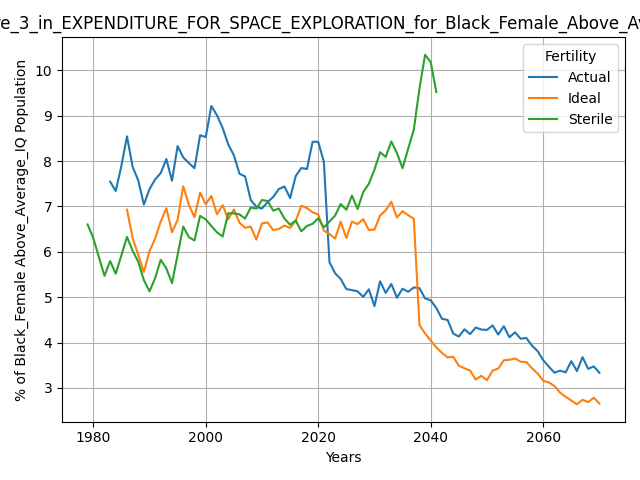 re_3_in_EXPENDITURE_FOR_SPACE_EXPLORATION_for_Black_Female_Above_Av
% of Black_Female Above_Average_IQ Population
10
9
8
7
6
5
4
3
Fertility
Actual
Ideal
Sterile
1980
2000
2020
2040
2060
Years